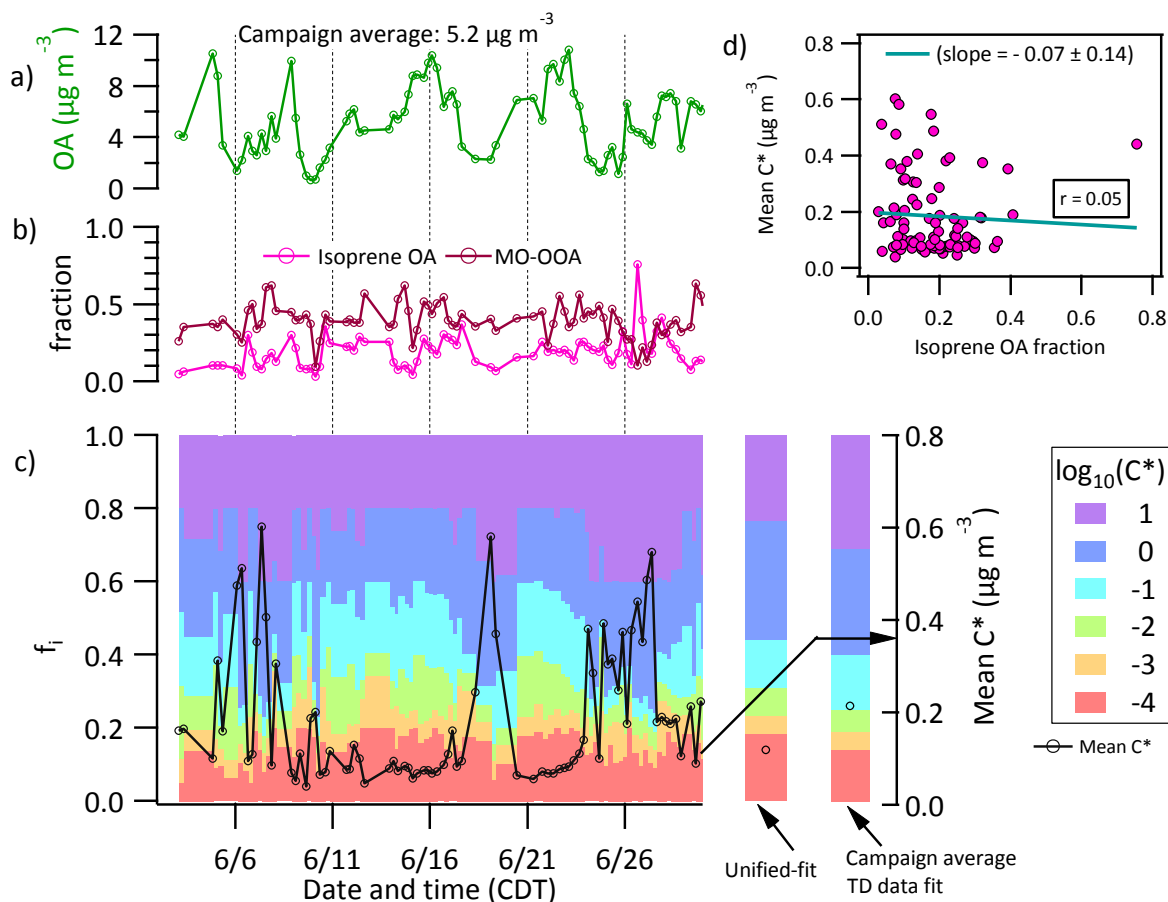 a)
OA (µg m⁻³)
12
8
4
0
Campaign average: 5.2 µg m⁻³
b)
fraction
1.0
0.5
0.0
Isoprene OA
MO-OOA
d)
Mean C* (µg m⁻³)
0.8
0.6
0.4
0.2
0.0
(slope = - 0.07 ± 0.14)
r = 0.05
0.0 0.2 0.4 0.6 0.8
Isoprene OA fraction
c)
f_i
1.0
0.8
0.6
0.4
0.2
0.0
6/6 6/11 6/16 6/21 6/26
Date and time (CDT)
0.8
0.6
0.4
0.2
0.0
Mean C* (µg m⁻³)
Unified-fit
Campaign average
TD data fit
log₁₀(C*)
1
0
-1
-2
-3
-4
Mean C*